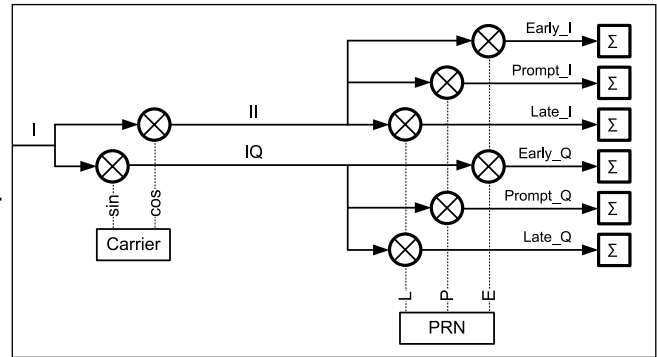 Early_I
Σ
Prompt_I
Σ
I
II
Late_I
Σ
IQ
Early_Q
Σ
sin
cos
Prompt_Q
Σ
Carrier
Late_Q
Σ
L
P
E
PRN